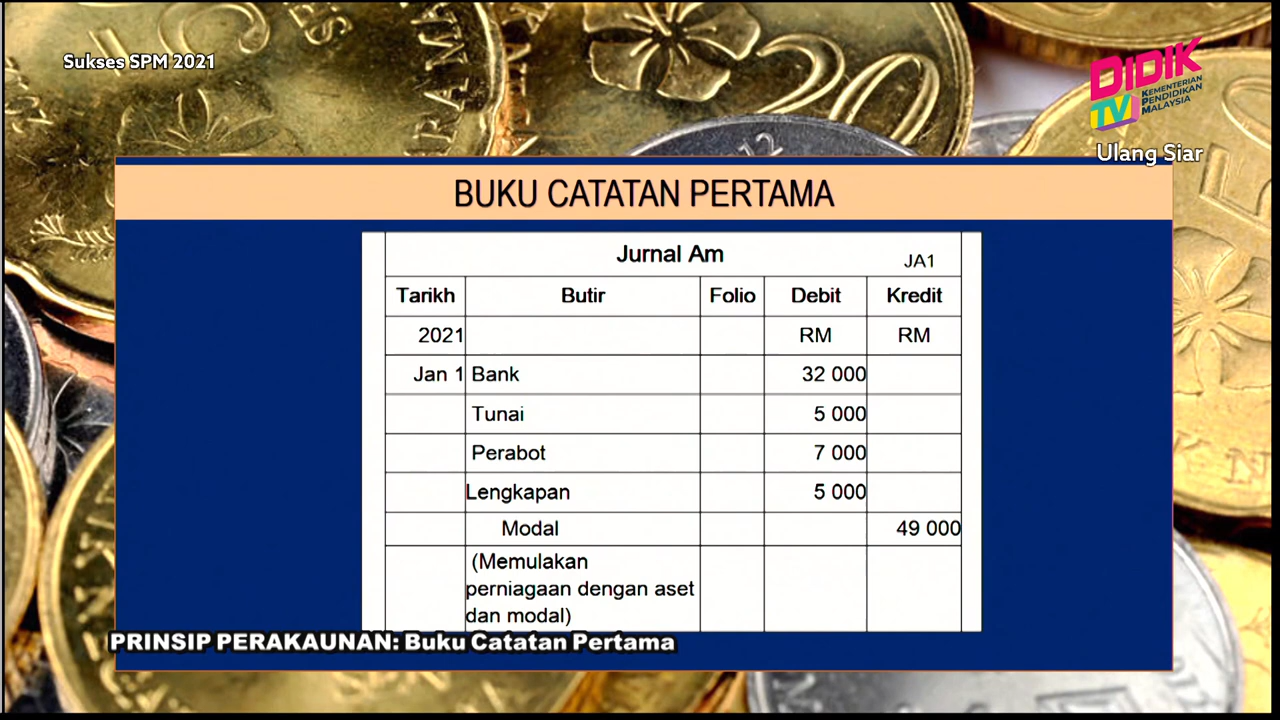 Sukses SPM 2021
DIDIK
TV
KEMENTERIAN
PENDIDIKAN
MALAYSIA
Ulang Siar
BUKU CATATAN PERTAMA
Jurnal Am JA1
Tarikh Butir Folio Debit Kredit
2021 RM RM
Jan 1 Bank 32 000
Tunai 5 000
Perabot 7 000
Lengkapan 5 000
Modal 49 000
(Memulakan
perniagaan dengan aset
dan modal)
PRINSIP PERAKAUNAN: Buku Catatan Pertama
20
12